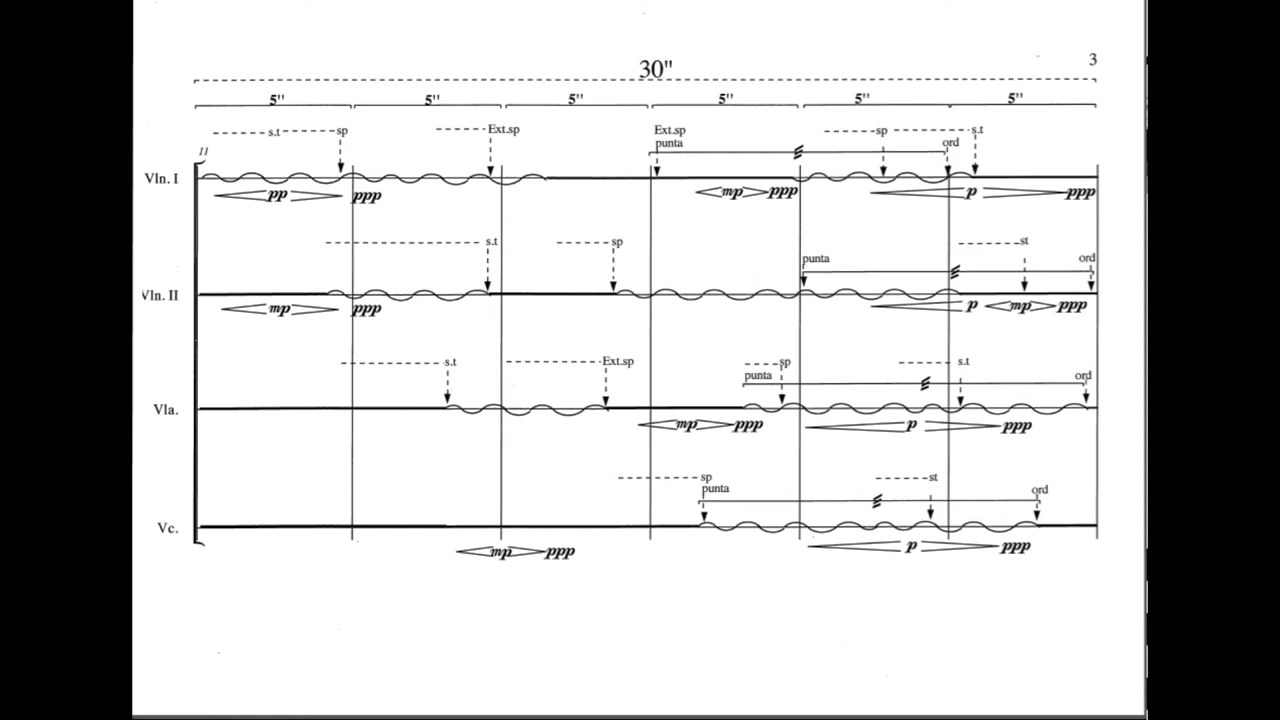 3
30"
5" 5" 5" 5" 5" 5"
s.t sp Ext.sp Ext.sp sp s.t
punta ord
11
Vln. I
pp ppp mp ppp p ppp
s.t sp st
punta ord
Vln. II
mp ppp p mp ppp
s.t Ext.sp sp s.t
punta ord
Vla.
mp ppp p ppp
sp st
punta ord
Vc.
mp ppp p ppp